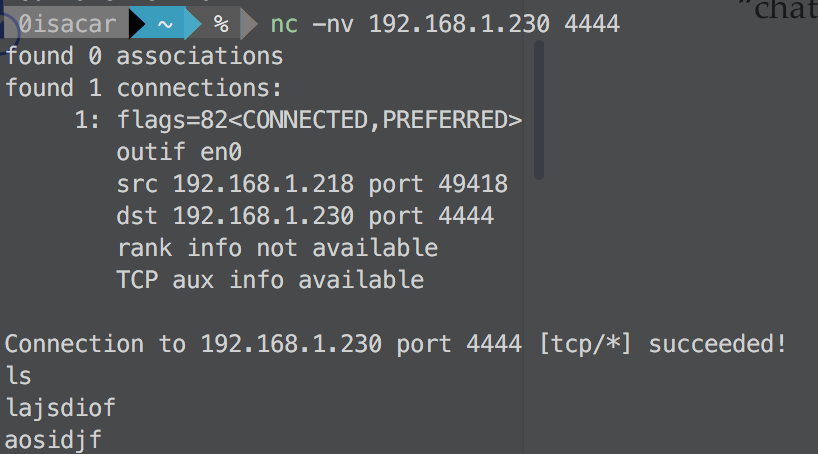 0isacar ~ % nc -nv 192.168.1.230 4444
"chat
found 0 associations
found 1 connections:
1: flags=82<CONNECTED,PREFERRED>
outif en0
src 192.168.1.218 port 49418
dst 192.168.1.230 port 4444
rank info not available
TCP aux info available
Connection to 192.168.1.230 port 4444 [tcp/*] succeeded!
ls
lajsdiof
aosidjf